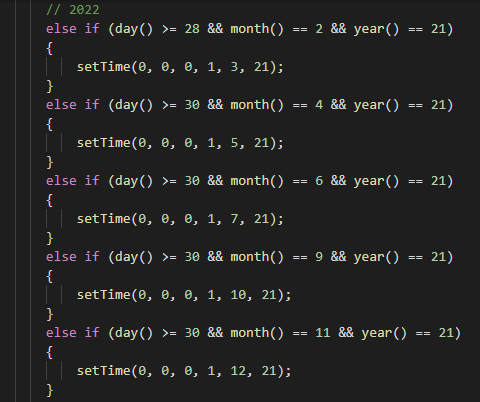 // 2022
else if (day() >= 28 && month() == 2 && year() == 21)
{
setTime(0, 0, 0, 1, 3, 21);
}
else if (day() >= 30 && month() == 4 && year() == 21)
{
setTime(0, 0, 0, 1, 5, 21);
}
else if (day() >= 30 && month() == 6 && year() == 21)
{
setTime(0, 0, 0, 1, 7, 21);
}
else if (day() >= 30 && month() == 9 && year() == 21)
{
setTime(0, 0, 0, 1, 10, 21);
}
else if (day() >= 30 && month() == 11 && year() == 21)
{
setTime(0, 0, 0, 1, 12, 21);
}